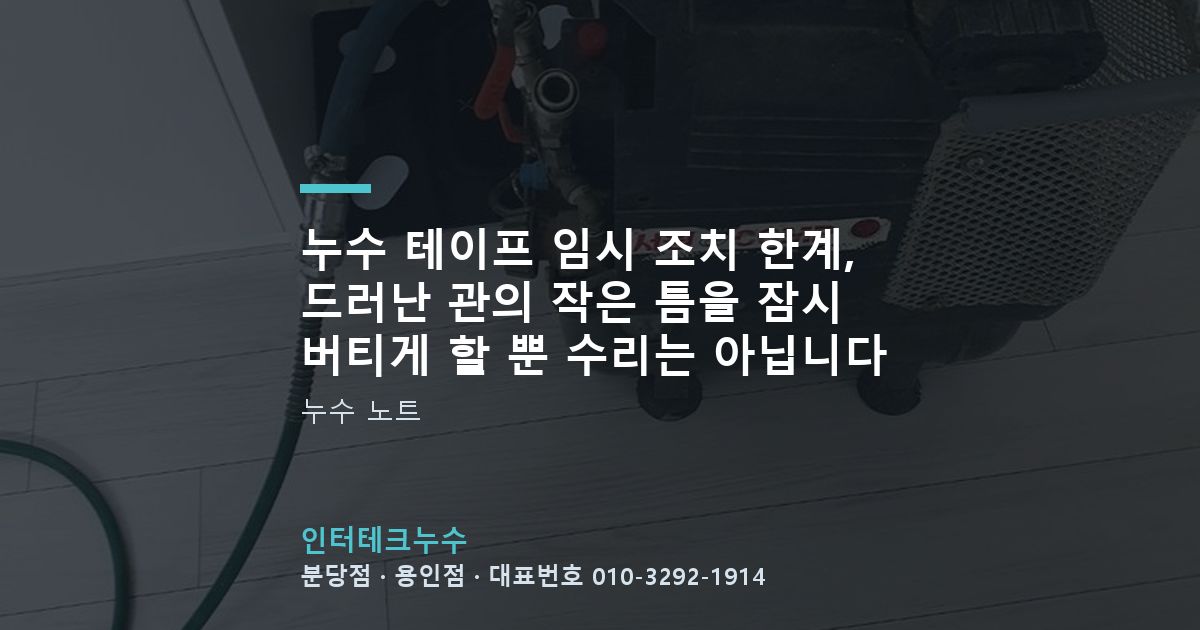 누수 테이프 임시 조치 한계,
드러난 관의 작은 틈을 잠시
버티게 할 뿐 수리는 아닙니다
누수 노트
인터테크누수
분당점 · 용인점 · 대표번호 010-3292-1914